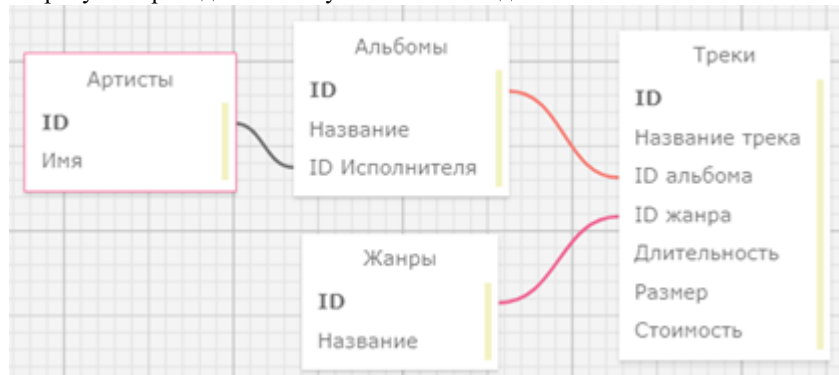 Артисты
ID
Имя
Альбомы
ID
Название
ID Исполнителя
Жанры
ID
Название
Треки
ID
Название трека
ID альбома
ID жанра
Длительность
Размер
Стоимость